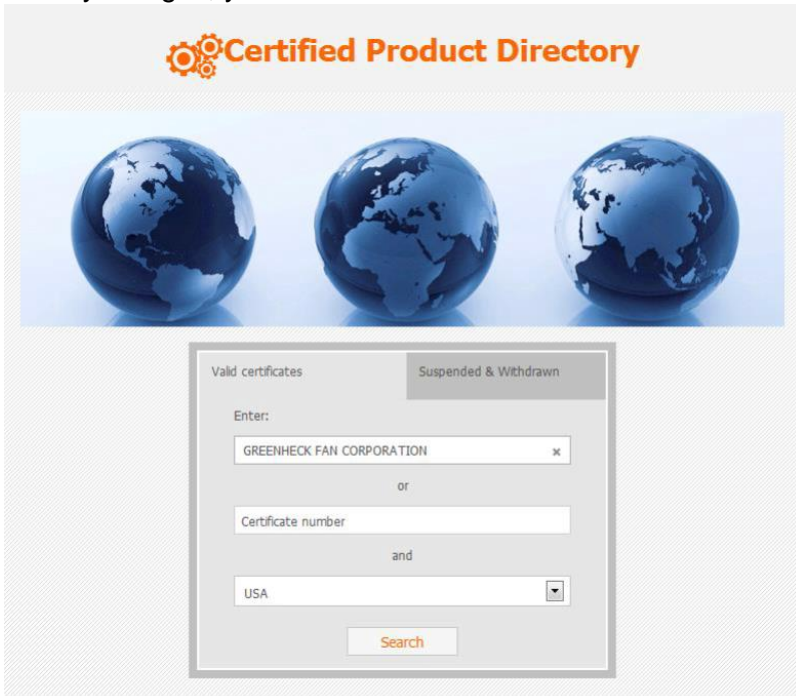 Certified Product Directory
Valid certificates
Suspended & Withdrawn
Enter:
GREENHECK FAN CORPORATION
or
Certificate number
and
USA
Search